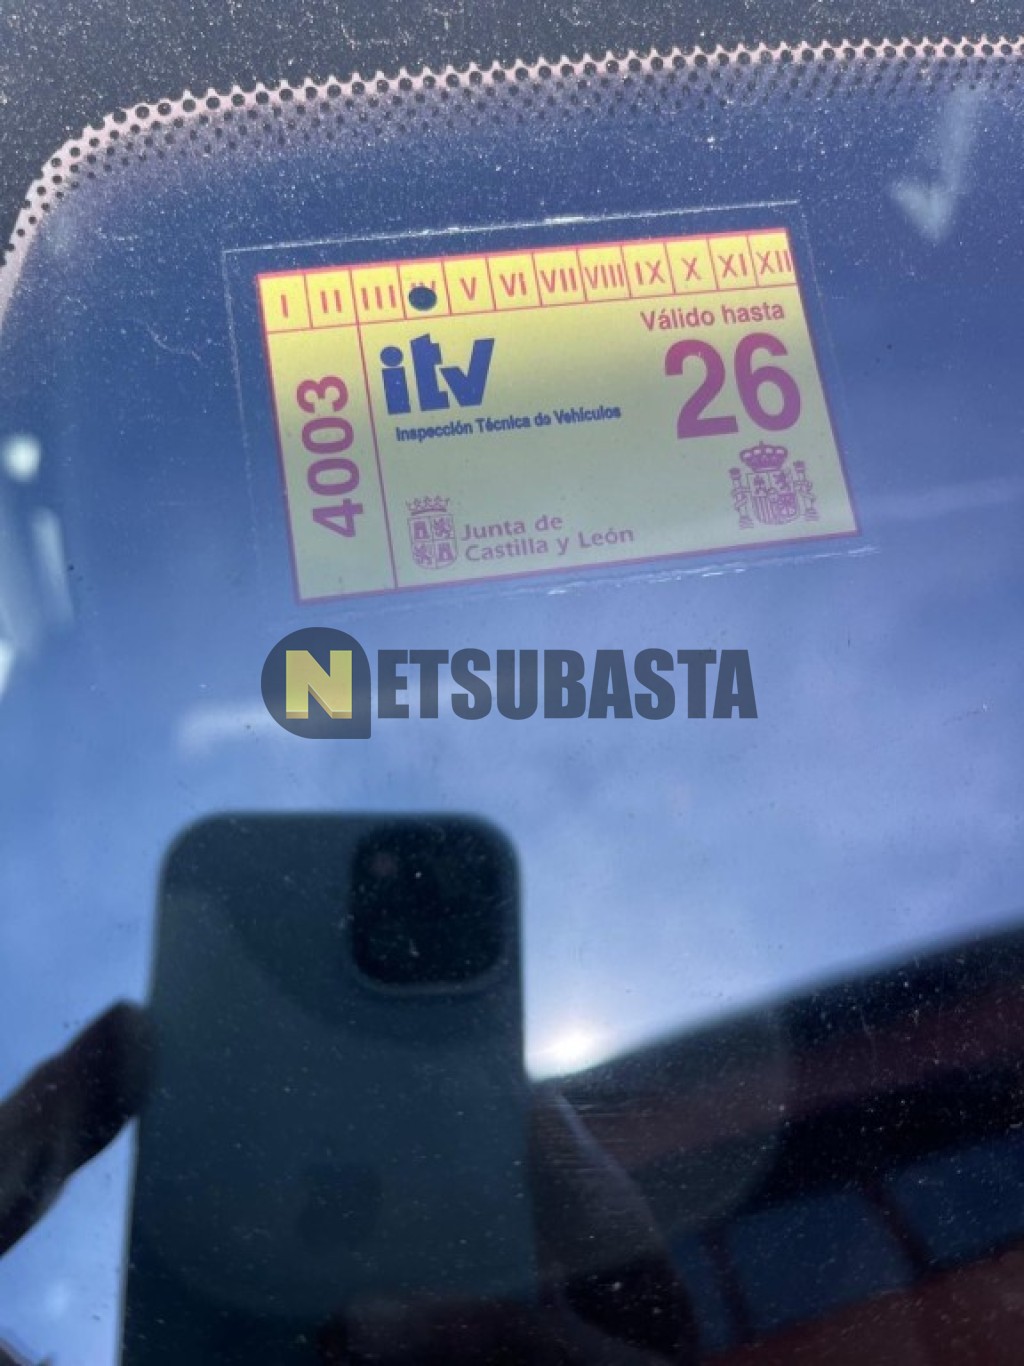 I II III IV V VI VII VIII IX X XI XII
Válido hasta
26
itv
Inspección Técnica de Vehículos
4003
Junta de
Castilla y León
NETSUBASTA